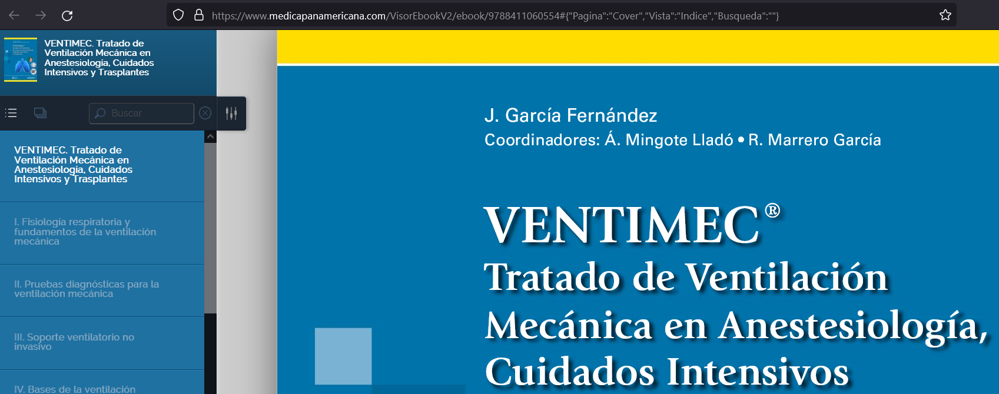 https://www.medicapanamericana.com/VisorEbookV2/ebook/9788411060554#{"Pagina":"Cover","Vista":"Indice","Busqueda":""}
VENTIMEC. Tratado de
Ventilación Mecánica en
Anestesiología, Cuidados
Intensivos y Trasplantes
Buscar
VENTIMEC. Tratado de
Ventilación Mecánica en
Anestesiología, Cuidados
Intensivos y Trasplantes
I. Fisiología respiratoria y
fundamentos de la ventilación
mecánica
II. Pruebas diagnósticas para la
ventilación mecánica
III. Soporte ventilatorio no
invasivo
IV. Bases de la ventilación
J. García Fernández
Coordinadores: Á. Mingote Lladó • R. Marrero García
VENTIMEC®
Tratado de Ventilación
Mecánica en Anestesiología,
Cuidados Intensivos